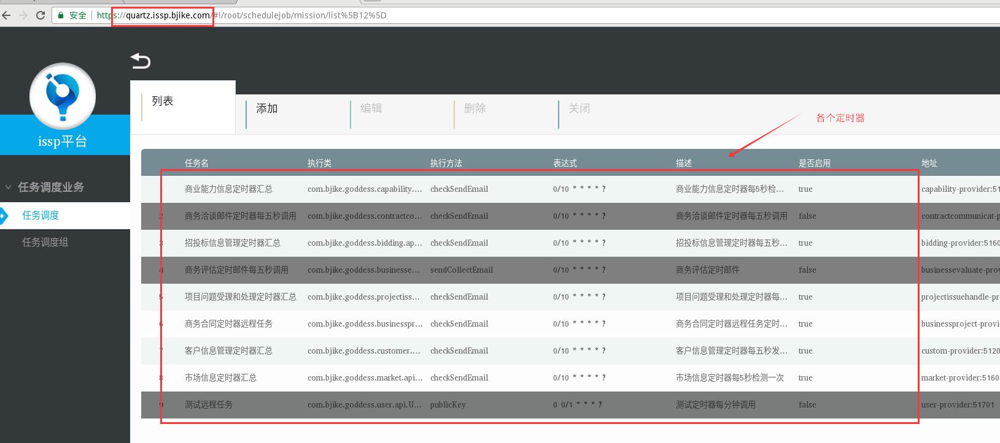 安全 https://quartz.issp.bjike.com/#!/root/schedulejob/mission/list%5B12%5D
列表 添加 编辑 删除 关闭
各个定时器
issp平台
任务调度业务
任务调度
任务调度组
任务名 执行类 执行方法 表达式 描述 是否启用 地址
商业能力信息定时器汇总 com.bjike.goddess.capability.... checkSendEmail 0/10 * * * * ? 商业能力信息定时器每5秒检... true capability-provider:51
2 商务洽谈邮件定时器每五秒调用 com.bjike.goddess.contractco... checkSendEmail 0/10 * * * * ? 商务洽谈邮件定时器每五秒调用 false contractcommunicat-p
3 招投标信息管理定时器汇总 com.bjike.goddess.bidding.ap... checkSendEmail 0/10 * * * * ? 招投标信息管理定时器每五秒... true bidding-provider:5160
4 商务评估定时邮件每五秒调用 com.bjike.goddess.businesse... sendCollectEmail 0/10 * * * * ? 商务评估定时邮件 false businessevaluate-prov
5 项目问题受理和处理定时器汇总 com.bjike.goddess.projectiss... checkSendEmail 0/10 * * * * ? 项目问题受理和处理定时器每... true projectissuehandle-pr
6 商务合同定时器远程任务 com.bjike.goddess.businesspr... checkSendEmail 0/10 * * * * ? 商务合同定时器远程任务定时... true businessproject-provi
7 客户信息管理定时器汇总 com.bjike.goddess.customer.... checkSendEmail 0/10 * * * * ? 客户信息管理定时器每五秒发... true custom-provider:5120
8 市场信息定时器汇总 com.bjike.goddess.market.api... checkSendEmail 0/10 * * * * ? 市场信息定时器每5秒检测一次 true market-provider:5160
9 测试远程任务 com.bjike.goddess.user.api.U... publicKey 0 0/1 * * * ? 测试定时器每分钟调用 false user-provider:51701